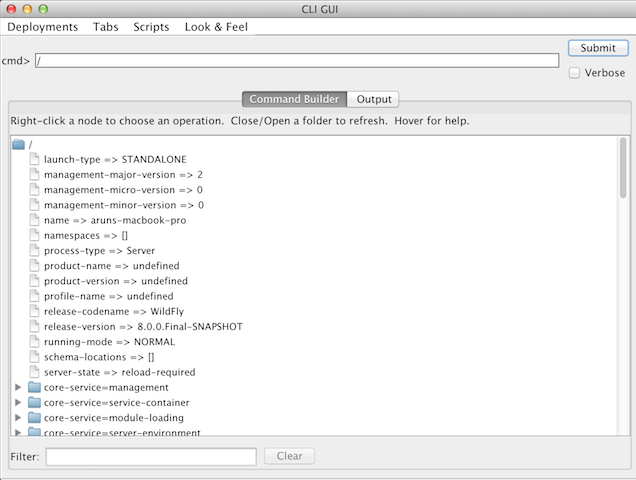 CLI GUI
Deployments Tabs Scripts Look & Feel
cmd> / Submit
Verbose
Command Builder Output
Right-click a node to choose an operation. Close/Open a folder to refresh. Hover for help.
/
launch-type => STANDALONE
management-major-version => 2
management-micro-version => 0
management-minor-version => 0
name => aruns-macbook-pro
namespaces => []
process-type => Server
product-name => undefined
product-version => undefined
profile-name => undefined
release-codename => WildFly
release-version => 8.0.0.Final-SNAPSHOT
running-mode => NORMAL
schema-locations => []
server-state => reload-required
core-service=management
core-service=service-container
core-service=module-loading
core-service=server-environment
Filter: Clear